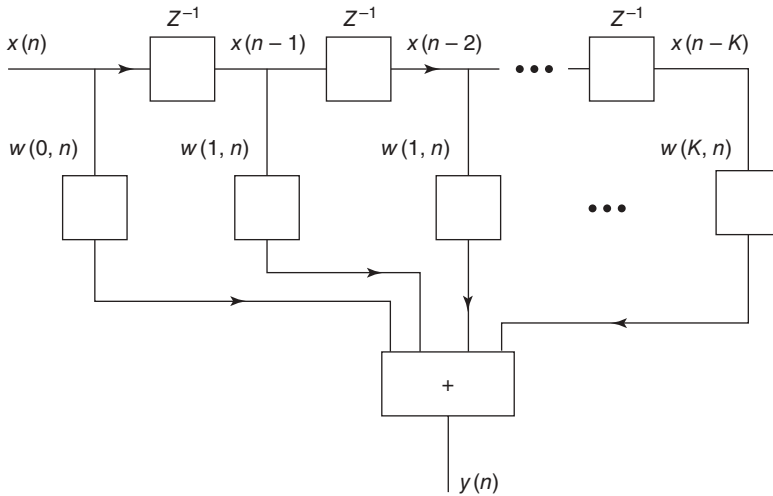 Z⁻¹ Z⁻¹ Z⁻¹
x(n) x(n – 1) x(n – 2) ••• x(n – K)
w(0, n) w(1, n) w(1, n) w(K, n)
•••
+
y(n)